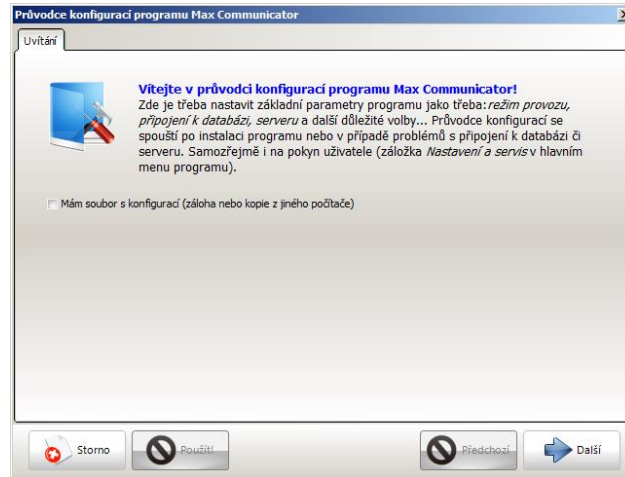 Průvodce konfigurací programu Max Communicator
Uvítání
Vítejte v průvodci konfigurací programu Max Communicator!
Zde je třeba nastavit základní parametry programu jako třeba:režim provozu,
připojení k databázi, serveru a další důležité volby... Průvodce konfigurací se
spouští po instalaci programu nebo v případě problémů s připojení k databázi či
serveru. Samozřejmě i na pokyn uživatele (záložka Nastavení a servis v hlavním
menu programu).
Mám soubor s konfigurací (záloha nebo kopie z jiného počítače)
Storno
Použití
Předchozí
Další